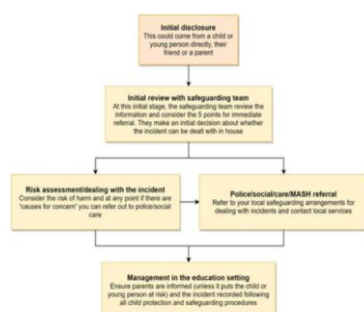 Initial disclosure
This could come from a child or
young person directly, their
friend or a parent
Initial review with safeguarding team
At this initial stage, the safeguarding team review the
information and consider the 5 points for immediate
referral. They make an initial decision about whether
the incident can be dealt with in house
Risk assessment/dealing with the incident
Consider the risk of harm and at any point if there are
'causes for concern' you can refer out to police/social
care
Police/social/care/MASH referral
Refer to your local safeguarding arrangements for
dealing with incidents and contact local services
Management in the education setting
Ensure parents are informed (unless it puts the child or
young person at risk) and the incident recorded following
all child protection and safeguarding procedures